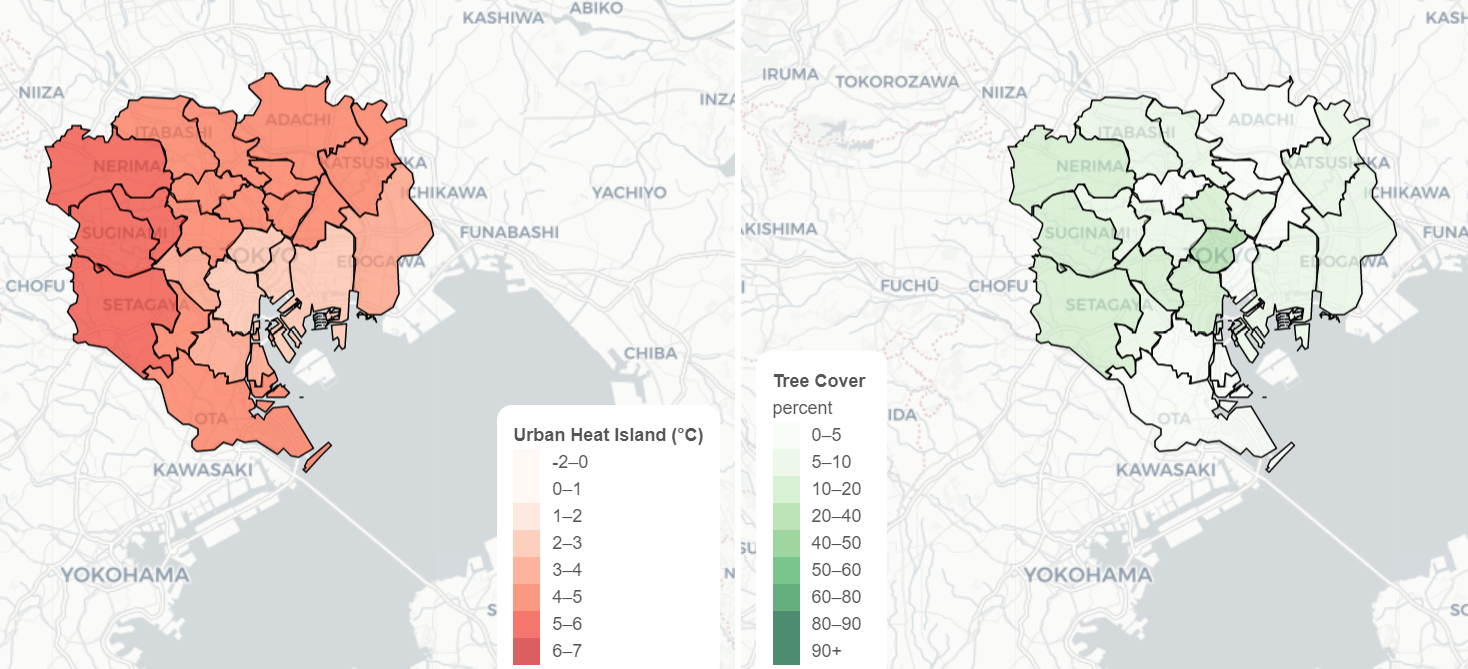 KASHIWA
ABIKO
NIIZA
INZA
ITABASHI
ADACHI
NERIMA
KATSUSHIKA
ICHIKAWA
YACHIYO
SUGINAMI
TOKYO
FUNABASHI
EDOGAWA
CHOFU
SETAGAYA
CHIBA
OTA
KAWASAKI
YOKOHAMA
Urban Heat Island (°C)
-2–0
0–1
1–2
2–3
3–4
4–5
5–6
6–7
KASH
IRUMA
TOKOROZAWA
NIIZA
ITABASHI
ADACHI
NERIMA
KATSUSHIKA
ICHIKAWA
AKISHIMA
SUGINAMI
TOKYO
FUNA
EDOGAWA
FUCHŪ
CHOFU
SETAGAYA
IDA
OTA
KAWASAKI
YOKOHAMA
Tree Cover
percent
0–5
5–10
10–20
20–40
40–50
50–60
60–80
80–90
90+